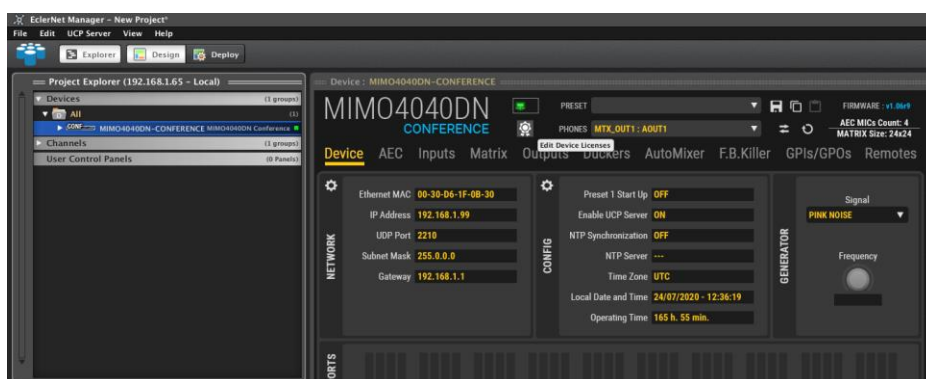 EclerNet Manager - New Project*
File Edit UCP Server View Help
Explorer Design Deploy
Project Explorer (192.168.1.65 - Local)
Devices (1 groups)
All (1)
CONF MIMO4040DN-CONFERENCE MIMO4040DN Conference
Channels (1 groups)
User Control Panels (0 Panels)
Device : MIMO4040DN-CONFERENCE
MIMO4040DN
CONFERENCE
PRESET
PHONES MTX_OUT1 : AOUT1
FIRMWARE : v1.06r9
AEC MICs Count: 4
MATRIX Size: 24x24
Edit Device Licenses
Device AEC Inputs Matrix Outputs Duckers AutoMixer F.B.Killer GPIs/GPOs Remotes
NETWORK
Ethernet MAC 00-30-D6-1F-0B-30
IP Address 192.168.1.99
UDP Port 2210
Subnet Mask 255.0.0.0
Gateway 192.168.1.1
CONFIG
Preset 1 Start Up OFF
Enable UCP Server ON
NTP Synchronization OFF
NTP Server ---
Time Zone UTC
Local Date and Time 24/07/2020 - 12:36:19
Operating Time 165 h. 55 min.
GENERATOR
Signal
PINK NOISE
Frequency
ORTS